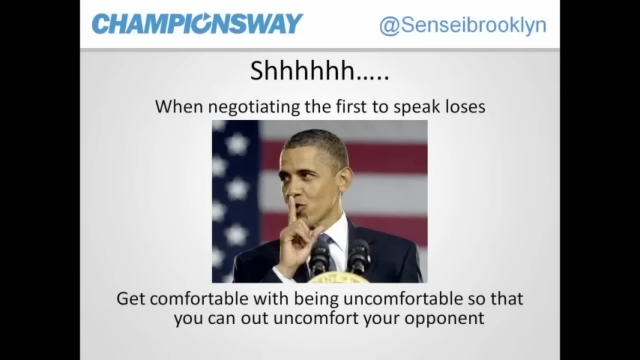 CHAMPIONSWAY
@Senseibrooklyn
Shhhhhh.....
When negotiating the first to speak loses
Get comfortable with being uncomfortable so that
you can out uncomfort your opponent